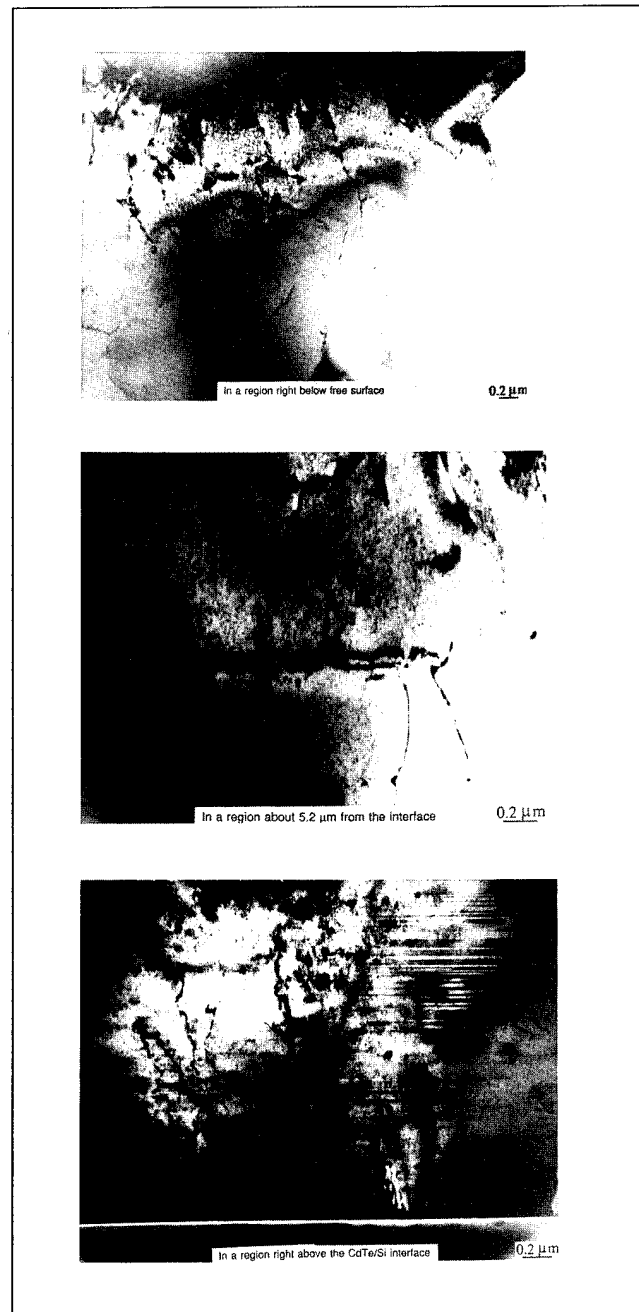 In a region right below free surface
0.2 μm
In a region about 5.2 μm from the interface
0.2 μm
In a region right above the CdTe/Si interface
0.2 μm